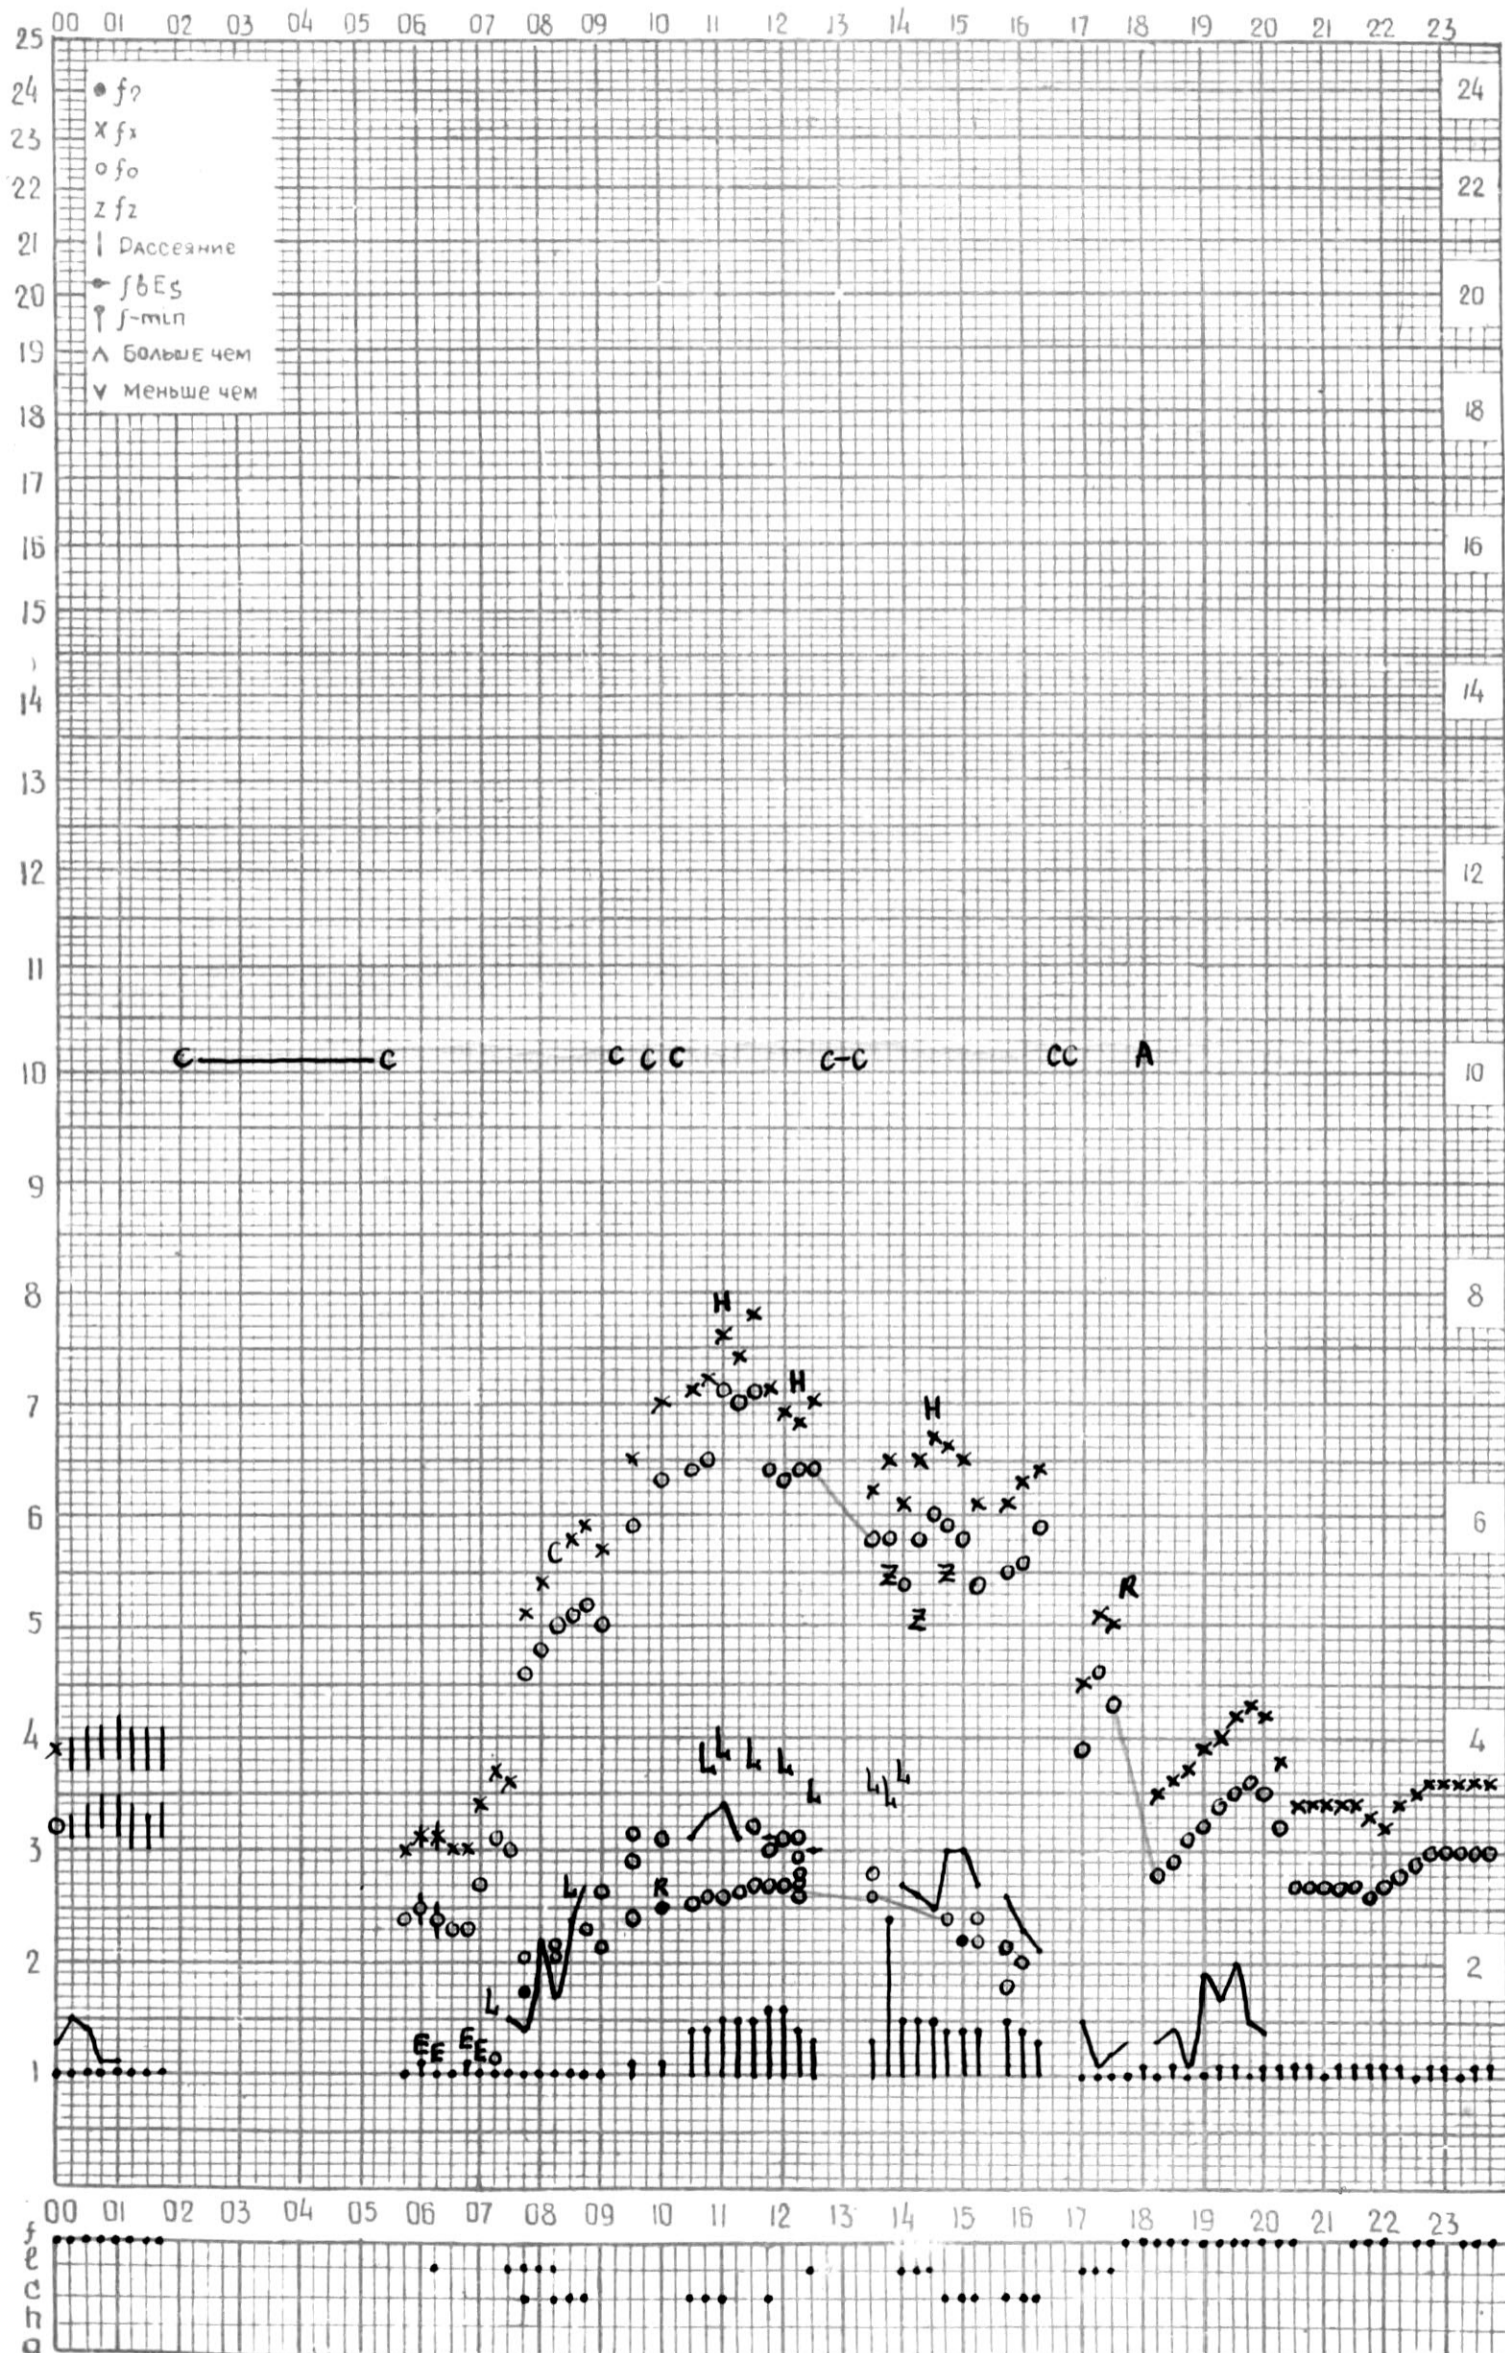 00 01 02 03 04 05 06 07 08 09 10 11 12 13 14 15 16 17 18 19 20 21 22 23
25
24 24
23
22 22
21
20 20
19
18 18
17
16 16
15
14 14
13
12 12
11
10 10
9
8 8
7
6 6
5
4 4
3
2 2
1
• f?
x fx
o fo
z fz
| Рассеяние
f b Es
f-min
∧ Больше чем
∨ Меньше чем
C C C C C C-C CC A
H
H
H
C
Z Z
Z
R
L L L L
L
L L L
L R
L
E E E E
00 01 02 03 04 05 06 07 08 09 10 11 12 13 14 15 16 17 18 19 20 21 22 23
f
l
c
h